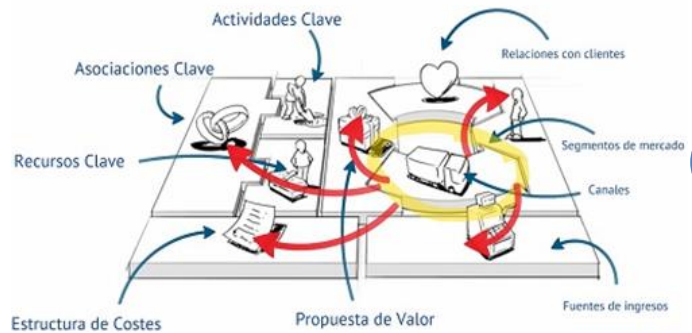 Actividades Clave
Relaciones con clientes
Asociaciones Clave
Segmentos de mercado
Recursos Clave
Canales
Fuentes de ingresos
Estructura de Costes
Propuesta de Valor